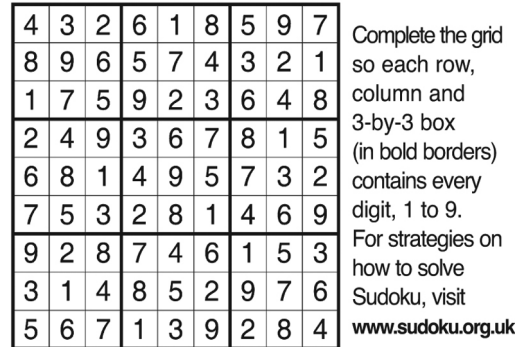 4 3 2 6 1 8 5 9 7
8 9 6 5 7 4 3 2 1
1 7 5 9 2 3 6 4 8
2 4 9 3 6 7 8 1 5
6 8 1 4 9 5 7 3 2
7 5 3 2 8 1 4 6 9
9 2 8 7 4 6 1 5 3
3 1 4 8 5 2 9 7 6
5 6 7 1 3 9 2 8 4
Complete the grid
so each row,
column and
3-by-3 box
(in bold borders)
contains every
digit, 1 to 9.
For strategies on
how to solve
Sudoku, visit
www.sudoku.org.uk